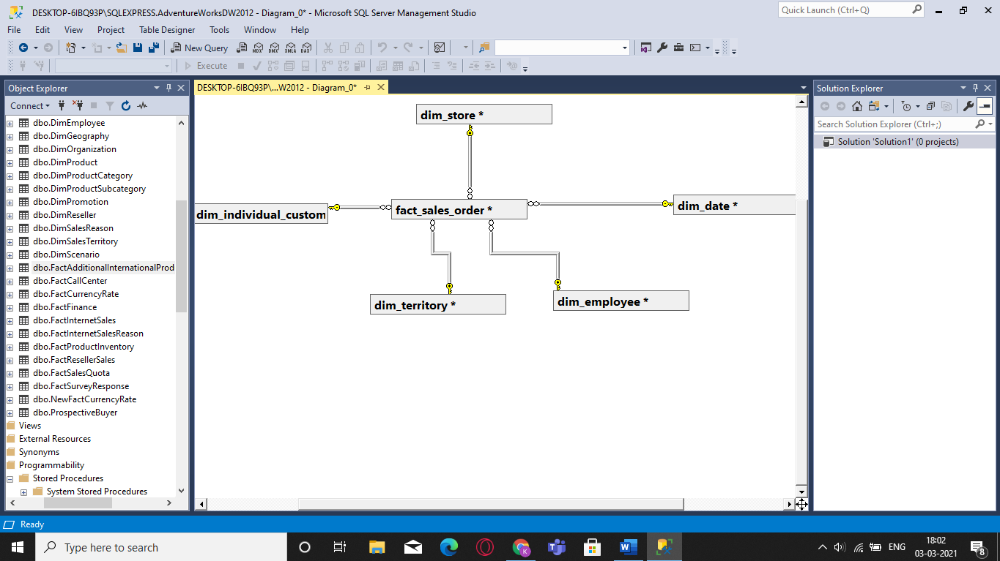 DESKTOP-6IBQ93P\SQLEXPRESS.AdventureWorksDW2012 - Diagram_0* - Microsoft SQL Server Management Studio
Quick Launch (Ctrl+Q)
File Edit View Project Table Designer Tools Window Help
New Query MDX DMX XMLA DAX
Execute
Object Explorer
Connect
dbo.DimEmployee
dbo.DimGeography
dbo.DimOrganization
dbo.DimProduct
dbo.DimProductCategory
dbo.DimProductSubcategory
dbo.DimPromotion
dbo.DimReseller
dbo.DimSalesReason
dbo.DimSalesTerritory
dbo.DimScenario
dbo.FactAdditionalInternationalProd
dbo.FactCallCenter
dbo.FactCurrencyRate
dbo.FactFinance
dbo.FactInternetSales
dbo.FactInternetSalesReason
dbo.FactProductInventory
dbo.FactResellerSales
dbo.FactSalesQuota
dbo.FactSurveyResponse
dbo.NewFactCurrencyRate
dbo.ProspectiveBuyer
Views
External Resources
Synonyms
Programmability
Stored Procedures
System Stored Procedures
DESKTOP-6IBQ93P\...W2012 - Diagram_0*
dim_store *
dim_individual_custom
fact_sales_order *
dim_date *
dim_territory *
dim_employee *
Solution Explorer
Search Solution Explorer (Ctrl+;)
Solution 'Solution1' (0 projects)
Ready
Type here to search
K
ENG
18:02
03-03-2021
8